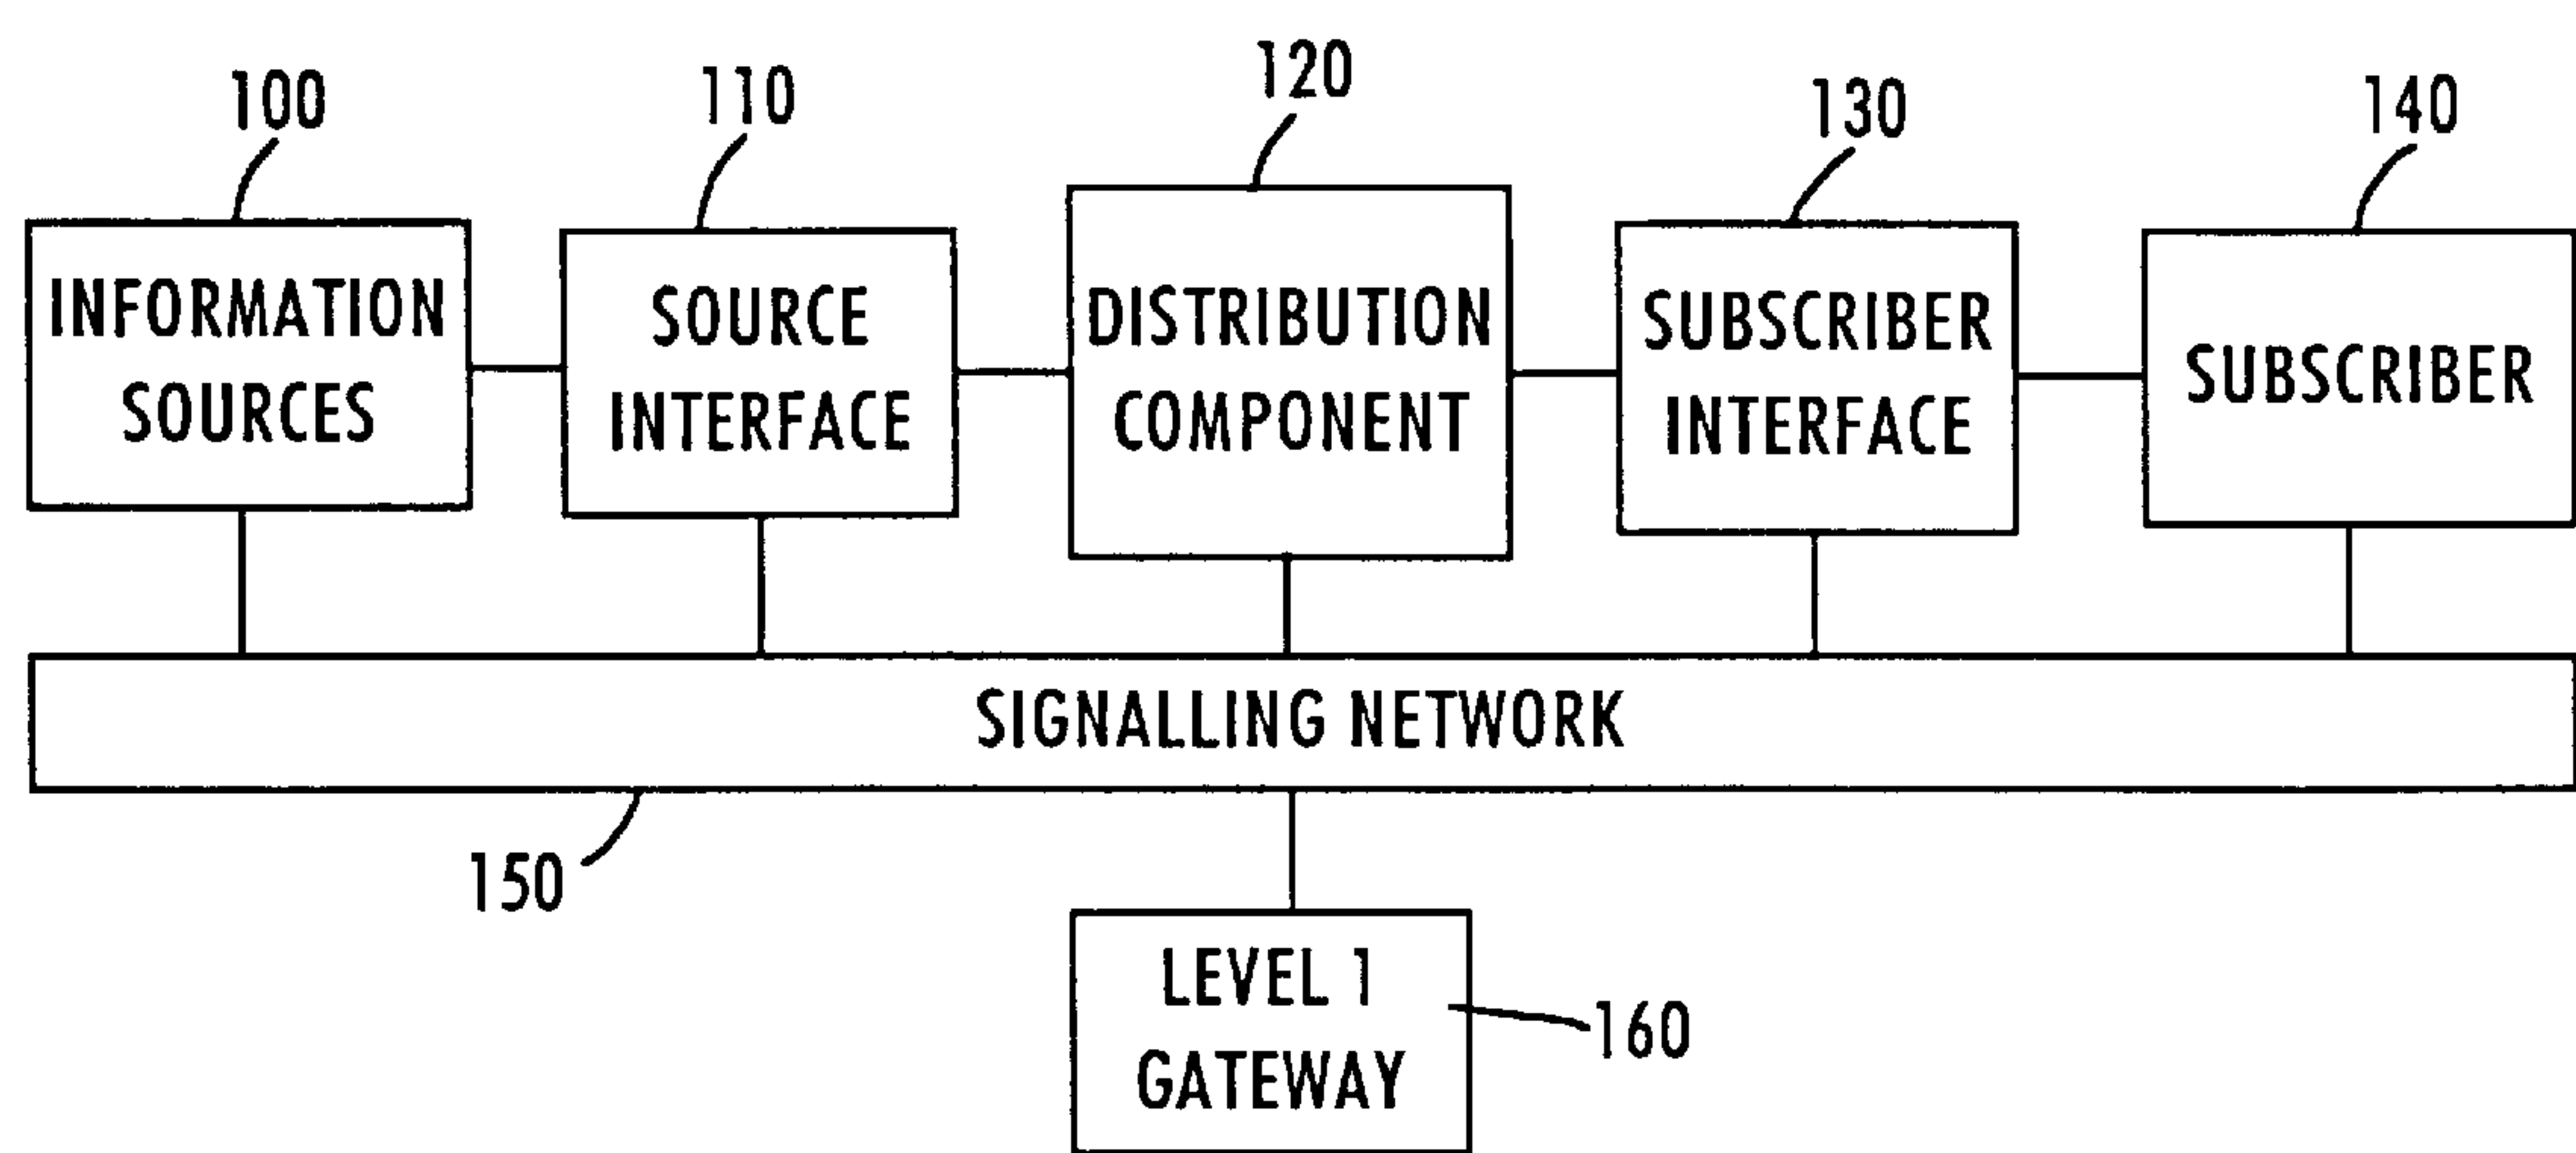 100
110
120
130
140
INFORMATION
SOURCES
SOURCE
INTERFACE
DISTRIBUTION
COMPONENT
SUBSCRIBER
INTERFACE
SUBSCRIBER
SIGNALLING NETWORK
150
LEVEL 1
GATEWAY
160